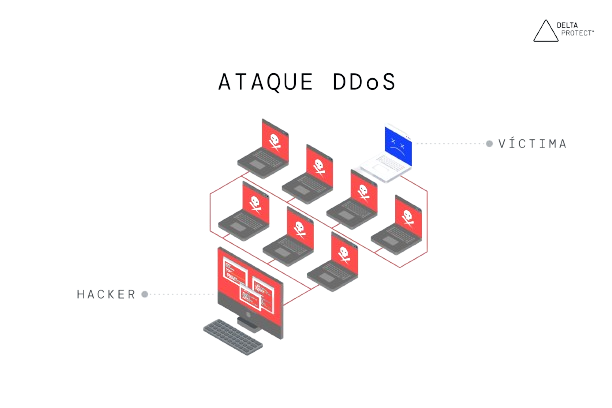 DELTA
PROTECT
ATAQUE DDoS
VÍCTIMA
HACKER